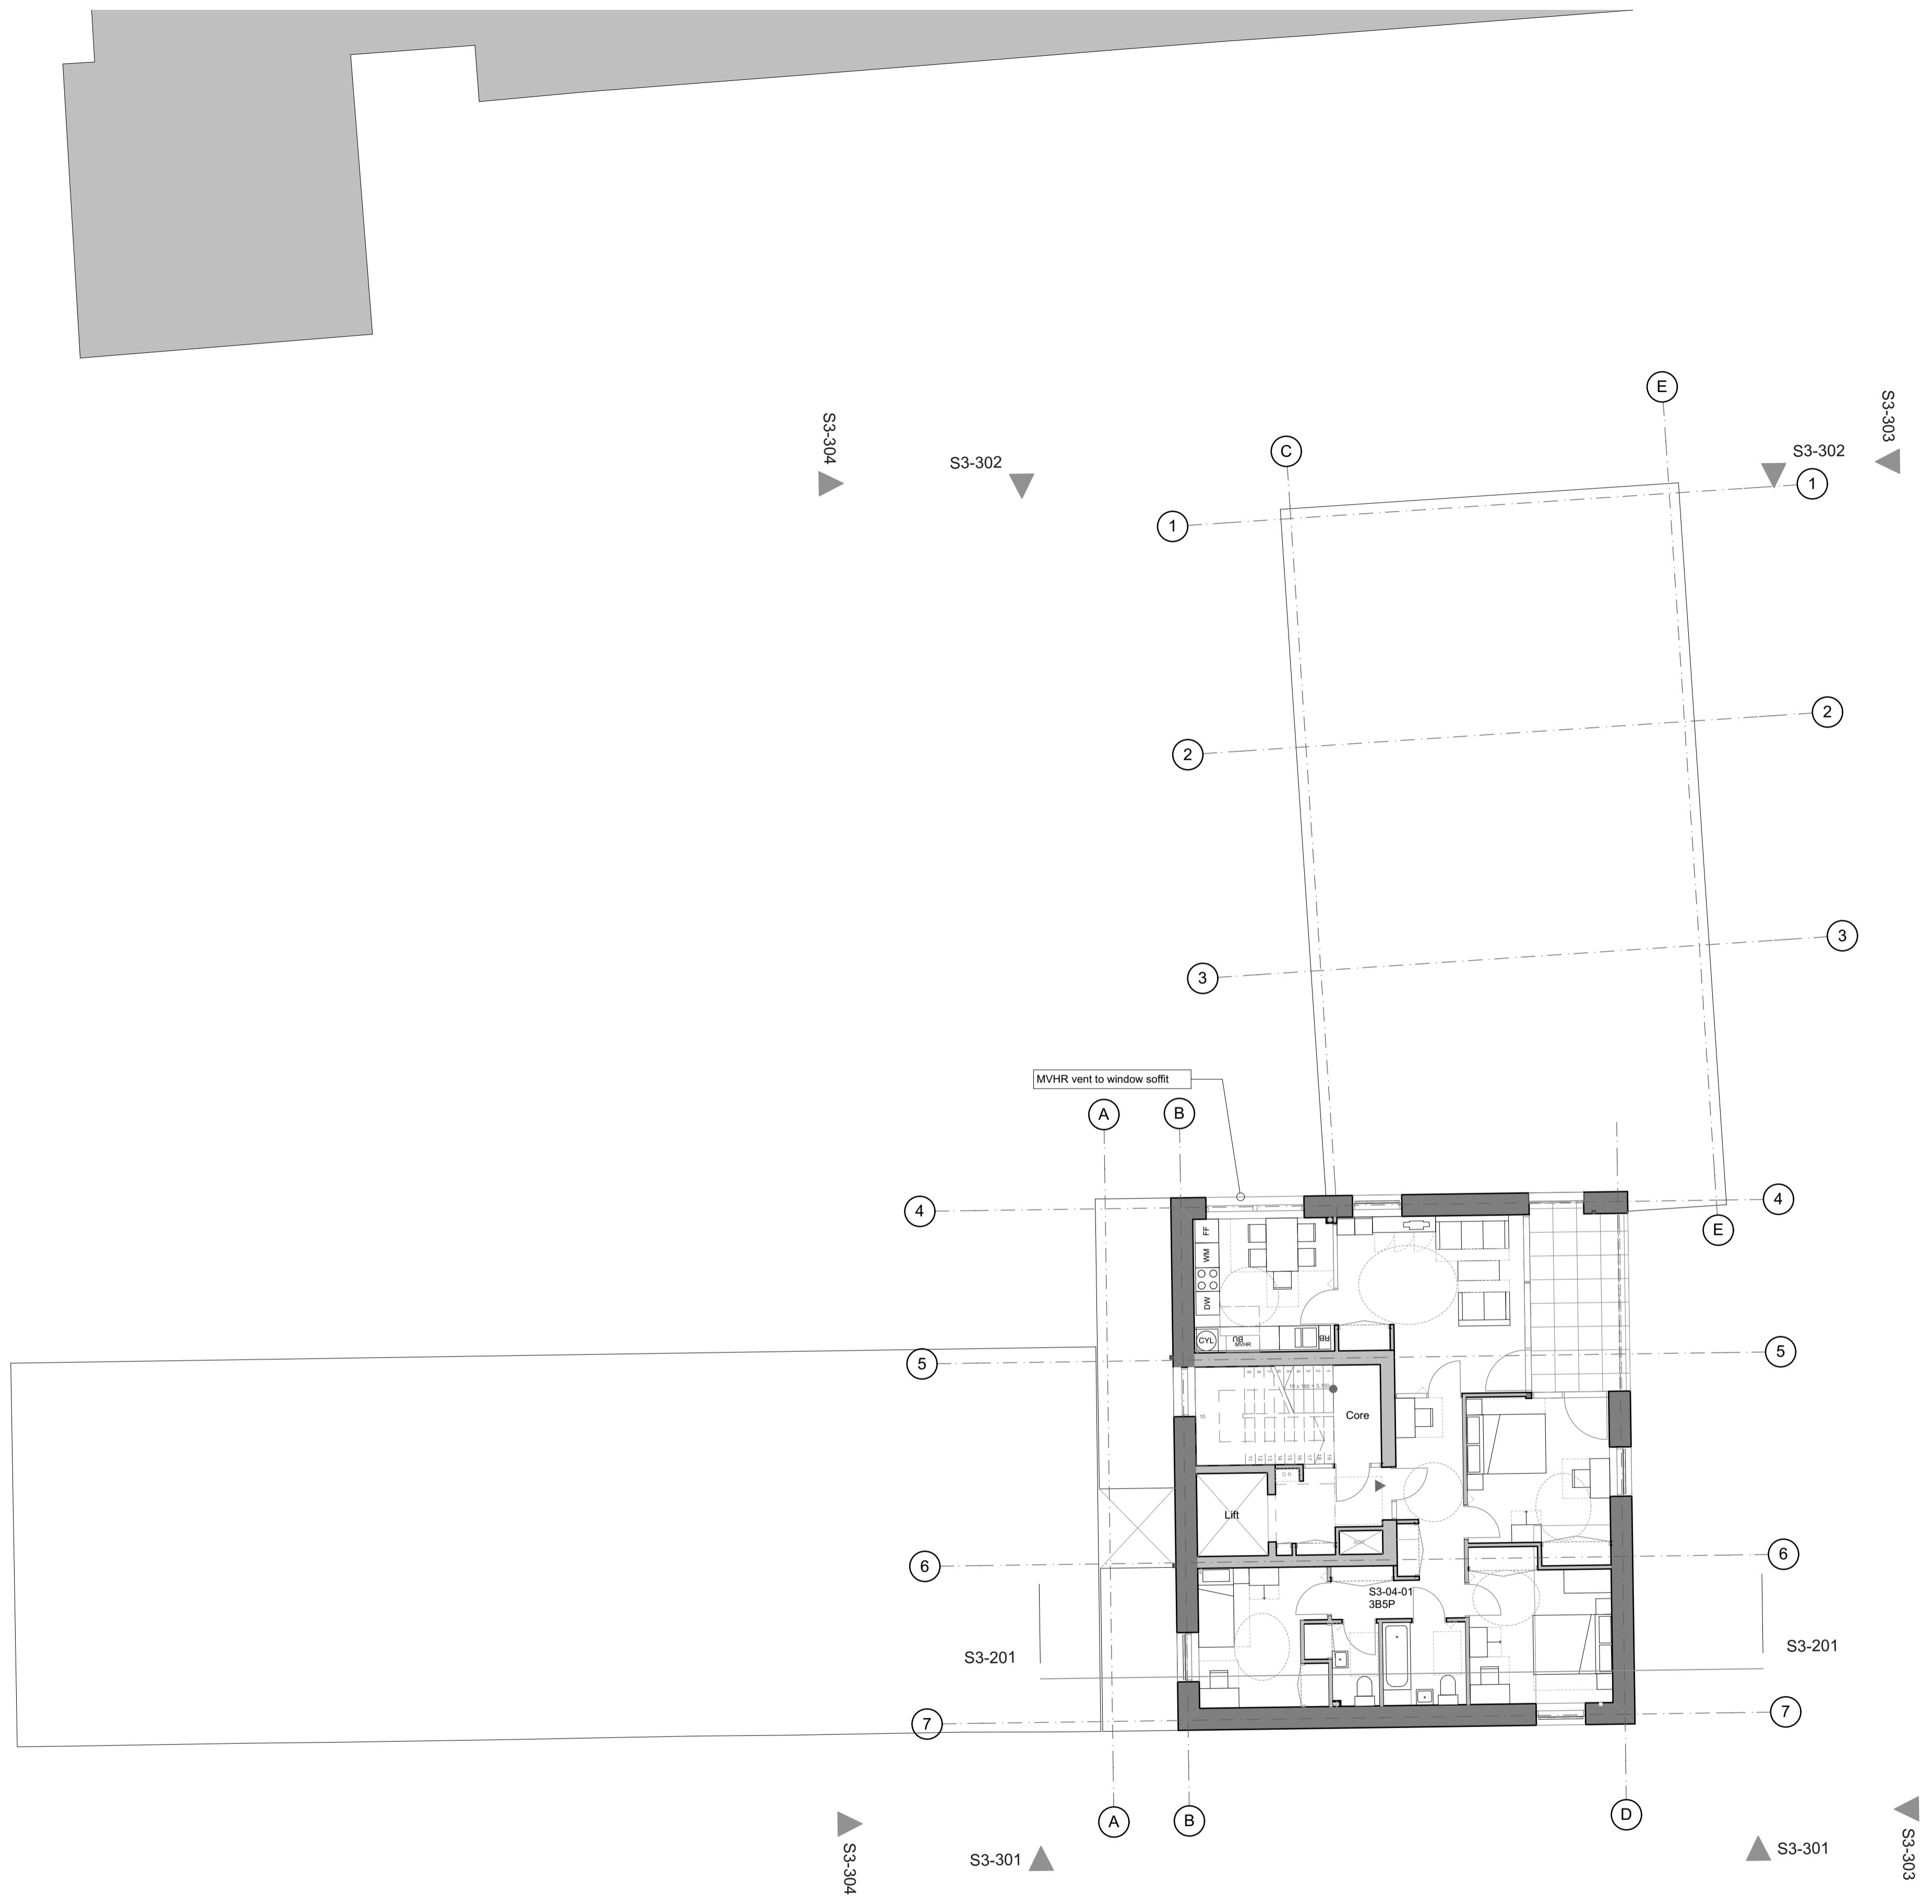 E
S3-304
S3-303
S3-302
S3-302
C
1
1
2
2
3
3
MVHR vent to window soffit
A
B
4
4
E
FF
WM
DW
CYL
BU
MVHR
RB
5
5
Core
10
Lift
6
6
S3-04-01
3B5P
S3-201
S3-201
7
7
A
B
D
S3-304
S3-301
S3-301
S3-303